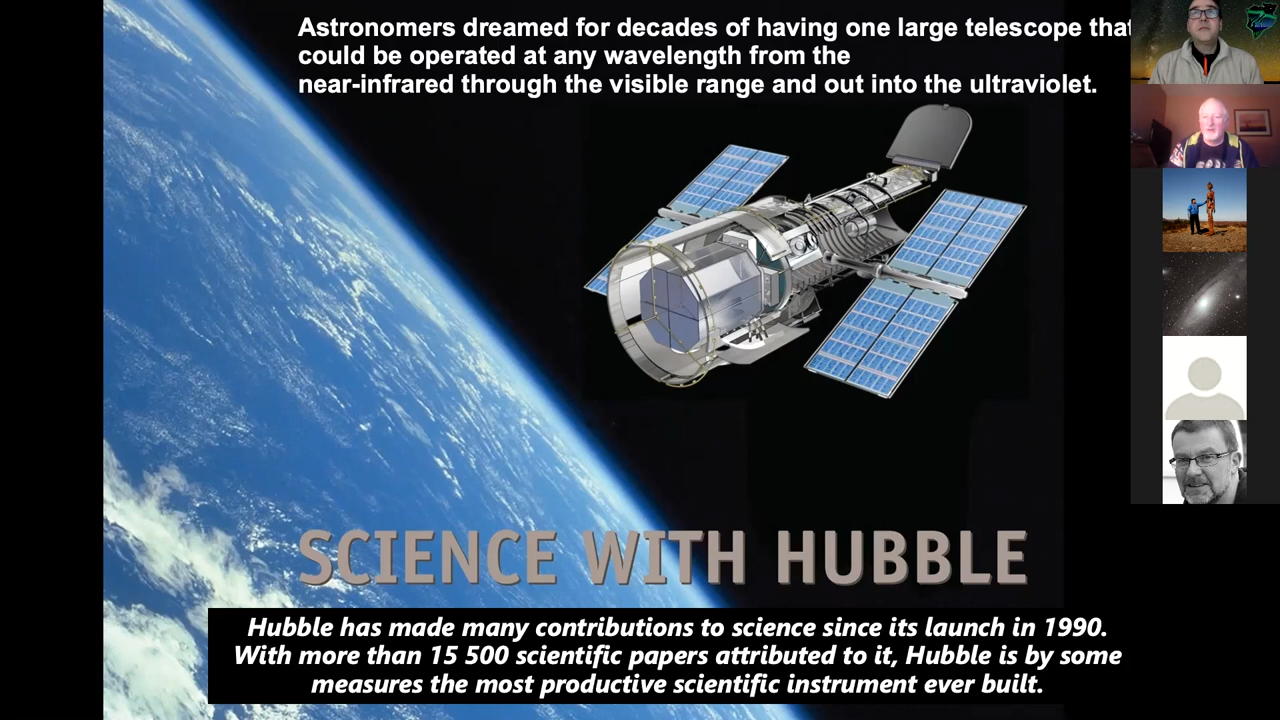 Astronomers dreamed for decades of having one large telescope that
could be operated at any wavelength from the
near-infrared through the visible range and out into the ultraviolet.
SCIENCE WITH HUBBLE
Hubble has made many contributions to science since its launch in 1990.
With more than 15 500 scientific papers attributed to it, Hubble is by some
measures the most productive scientific instrument ever built.